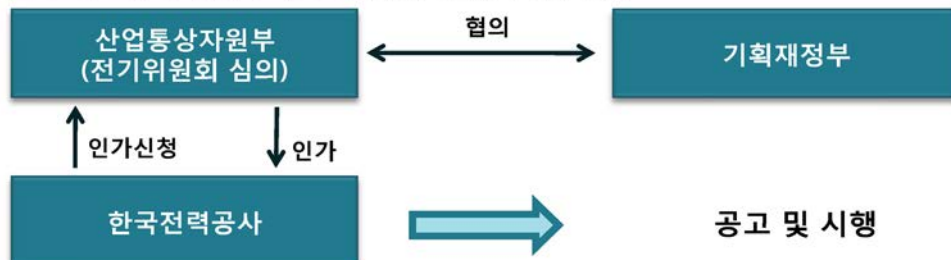 산업통상자원부
(전기위원회 심의)
협의
기획재정부
인가신청
인가
한국전력공사
공고 및 시행